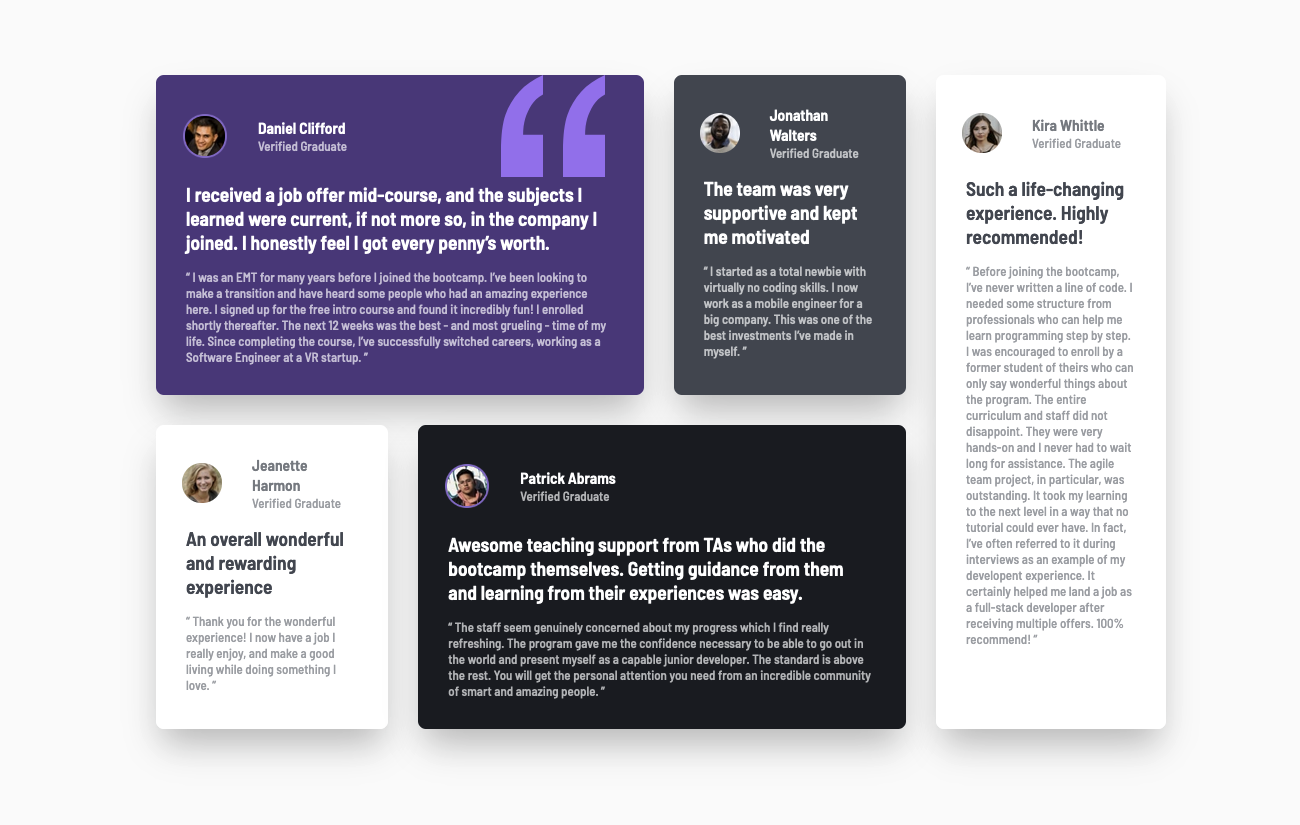 Daniel Clifford
Verified Graduate
I received a job offer mid-course, and the subjects I
learned were current, if not more so, in the company I
joined. I honestly feel I got every penny’s worth.
“ I was an EMT for many years before I joined the bootcamp. I’ve been looking to
make a transition and have heard some people who had an amazing experience
here. I signed up for the free intro course and found it incredibly fun! I enrolled
shortly thereafter. The next 12 weeks was the best - and most grueling - time of my
life. Since completing the course, I’ve successfully switched careers, working as a
Software Engineer at a VR startup. “
Jonathan
Walters
Verified Graduate
The team was very
supportive and kept
me motivated
“ I started as a total newbie with
virtually no coding skills. I now
work as a mobile engineer for a
big company. This was one of the
best investments I’ve made in
myself. “
Kira Whittle
Verified Graduate
Such a life-changing
experience. Highly
recommended!
“ Before joining the bootcamp,
I’ve never written a line of code. I
needed some structure from
professionals who can help me
learn programming step by step.
I was encouraged to enroll by a
former student of theirs who can
only say wonderful things about
the program. The entire
curriculum and staff did not
disappoint. They were very
hands-on and I never had to wait
long for assistance. The agile
team project, in particular, was
outstanding. It took my learning
to the next level in a way that no
tutorial could ever have. In fact,
I’ve often referred to it during
interviews as an example of my
developent experience. It
certainly helped me land a job as
a full-stack developer after
receiving multiple offers. 100%
recommend! “
Jeanette
Harmon
Verified Graduate
An overall wonderful
and rewarding
experience
“ Thank you for the wonderful
experience! I now have a job I
really enjoy, and make a good
living while doing something I
love. “
Patrick Abrams
Verified Graduate
Awesome teaching support from TAs who did the
bootcamp themselves. Getting guidance from them
and learning from their experiences was easy.
“ The staff seem genuinely concerned about my progress which I find really
refreshing. The program gave me the confidence necessary to be able to go out in
the world and present myself as a capable junior developer. The standard is above
the rest. You will get the personal attention you need from an incredible community
of smart and amazing people. “